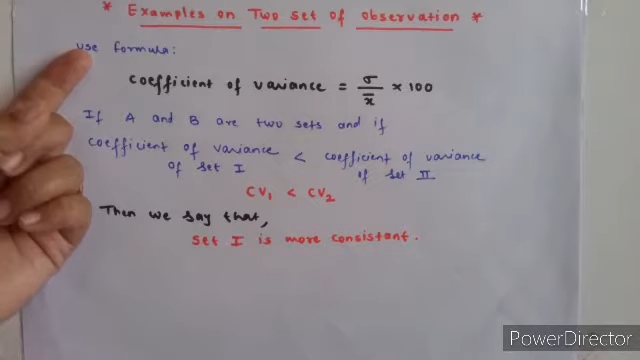 * Examples on Two set of observation *
use formula:
coefficient of variance = σ/x̄ × 100
If A and B are two sets and if
coefficient of variance of set I < coefficient of variance of set II
CV₁ < CV₂
Then we say that,
set I is more consistant.
PowerDirector